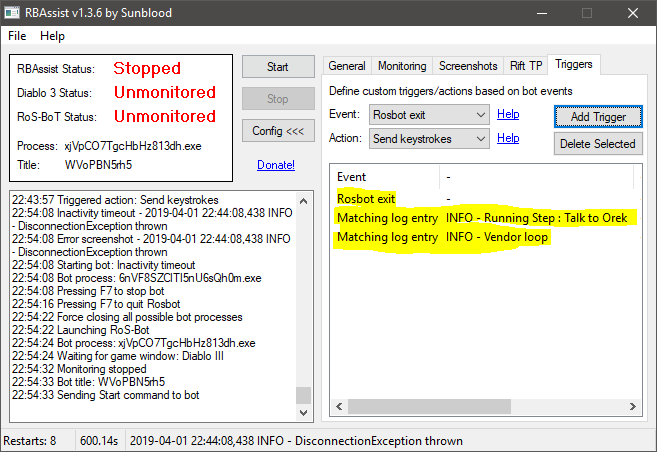 RBAssist v1.3.6 by Sunblood
File Help
RBAssist Status: Stopped
Diablo 3 Status: Unmonitored
RoS-BoT Status: Unmonitored
Process: xjVpCO7TgcHbHz813dh.exe
Title: WVoPBN5rh5
Start
Stop
Config <<<
Donate!
22:43:57 Triggered action: Send keystrokes
22:54:08 Inactivity timeout - 2019-04-01 22:44:08,438 INFO
- DisconnectionException thrown
22:54:08 Error screenshot - 2019-04-01 22:44:08,438 INFO -
DisconnectionException thrown
22:54:08 Starting bot: Inactivity timeout
22:54:08 Bot process: 6nVF8SZClTI5nU6sQh0m.exe
22:54:08 Pressing F7 to stop bot
22:54:16 Pressing F7 to quit Rosbot
22:54:22 Force closing all possible bot processes
22:54:22 Launching RoS-Bot
22:54:24 Bot process: xjVpCO7TgcHbHz813dh.exe
22:54:24 Waiting for game window: Diablo III
22:54:32 Monitoring stopped
22:54:33 Bot title: WVoPBN5rh5
22:54:33 Sending Start command to bot
General Monitoring Screenshots Rift TP Triggers
Define custom triggers/actions based on bot events
Event: Rosbot exit Help Add Trigger
Action: Send keystrokes Help Delete Selected
Event -
Rosbot exit -
Matching log entry INFO - Running Step : Talk to Orek
Matching log entry INFO - Vendor loop
Restarts: 8 600.14s 2019-04-01 22:44:08,438 INFO - DisconnectionException thrown